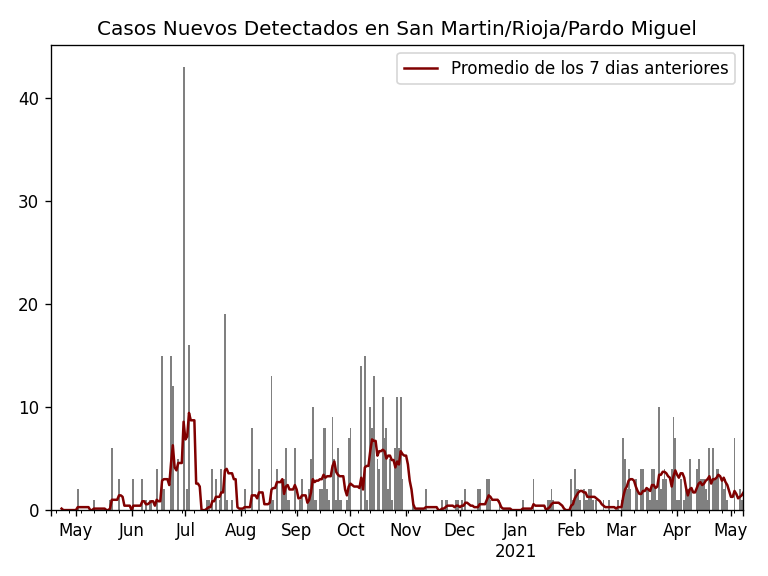 Casos Nuevos Detectados en San Martin/Rioja/Pardo Miguel
Promedio de los 7 dias anteriores
40
30
20
10
0
May Jun Jul Aug Sep Oct Nov Dec Jan Feb Mar Apr May
2021